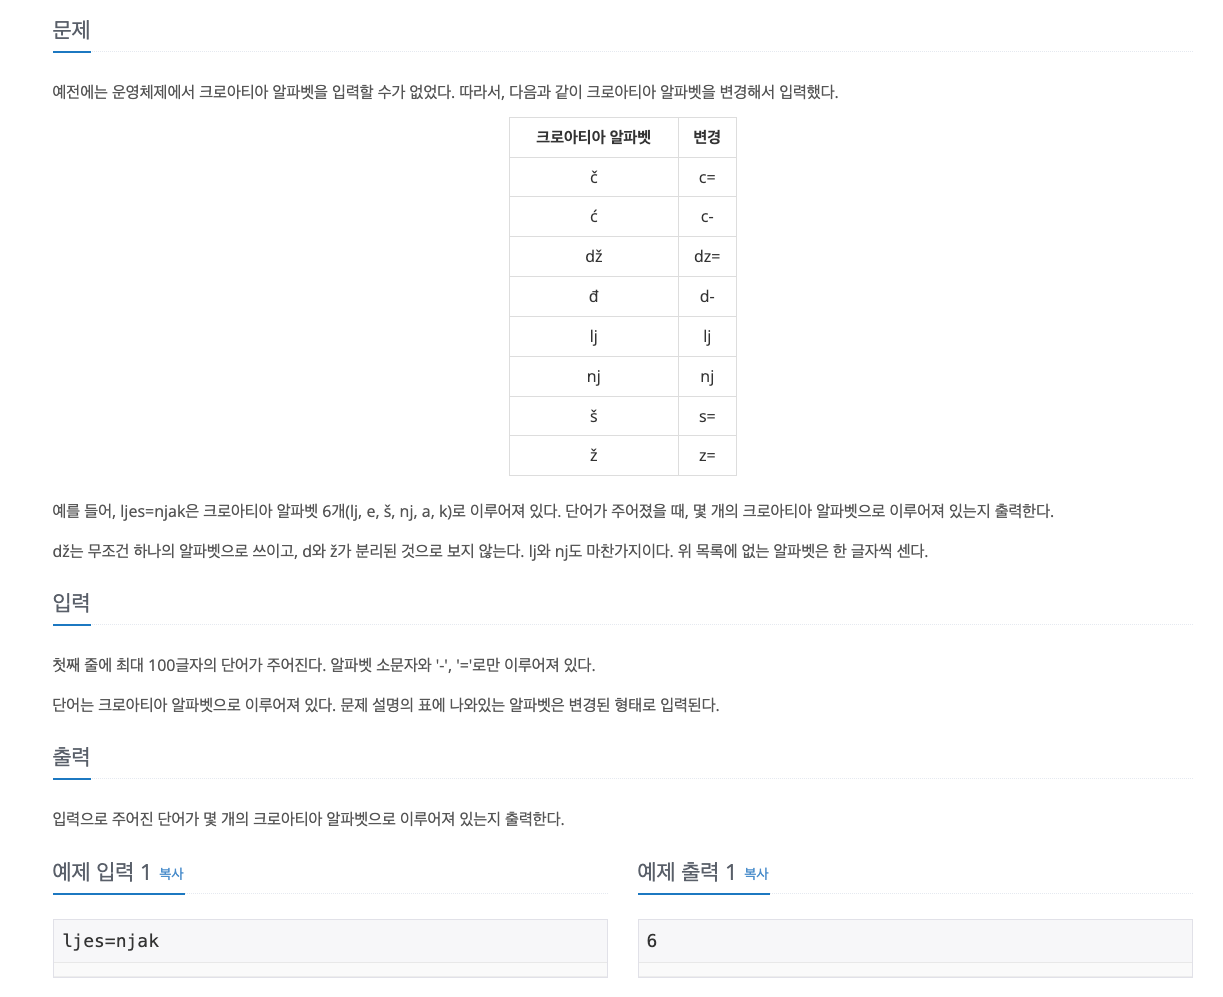 문제
예전에는 운영체제에서 크로아티아 알파벳을 입력할 수가 없었다. 따라서, 다음과 같이 크로아티아 알파벳을 변경해서 입력했다.
크로아티아 알파벳 변경
č c=
ć c-
dž dz=
đ d-
lj lj
nj nj
š s=
ž z=
예를 들어, ljes=njak은 크로아티아 알파벳 6개(lj, e, š, nj, a, k)로 이루어져 있다. 단어가 주어졌을 때, 몇 개의 크로아티아 알파벳으로 이루어져 있는지 출력한다.
dž는 무조건 하나의 알파벳으로 쓰이고, d와 ž가 분리된 것으로 보지 않는다. lj와 nj도 마찬가지이다. 위 목록에 없는 알파벳은 한 글자씩 센다.
입력
첫째 줄에 최대 100글자의 단어가 주어진다. 알파벳 소문자와 '-', '='로만 이루어져 있다.
단어는 크로아티아 알파벳으로 이루어져 있다. 문제 설명의 표에 나와있는 알파벳은 변경된 형태로 입력된다.
출력
입력으로 주어진 단어가 몇 개의 크로아티아 알파벳으로 이루어져 있는지 출력한다.
예제 입력 1 복사
ljes=njak
예제 출력 1 복사
6